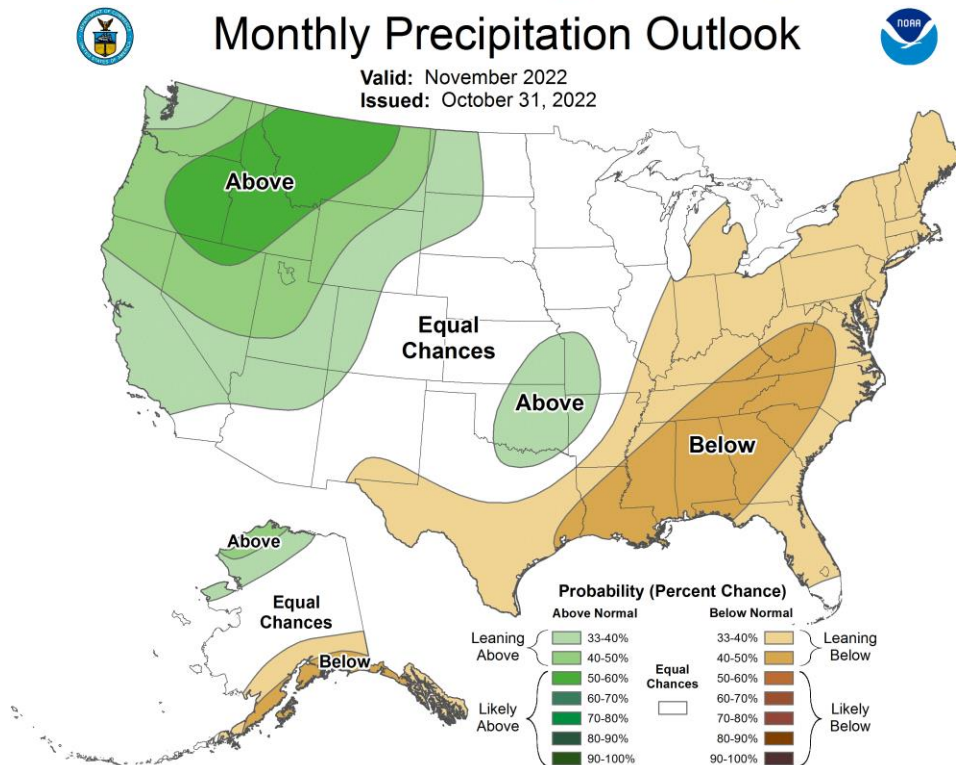 Monthly Precipitation Outlook
NOAA
Valid: November 2022
Issued: October 31, 2022
Above
Equal
Chances
Above
Below
Above
Equal
Chances
Below
Probability (Percent Chance)
Above Normal
Below Normal
Leaning
Above
33-40%
40-50%
Likely
Above
50-60%
60-70%
70-80%
80-90%
90-100%
Equal
Chances
33-40%
40-50%
Leaning
Below
50-60%
60-70%
70-80%
80-90%
90-100%
Likely
Below